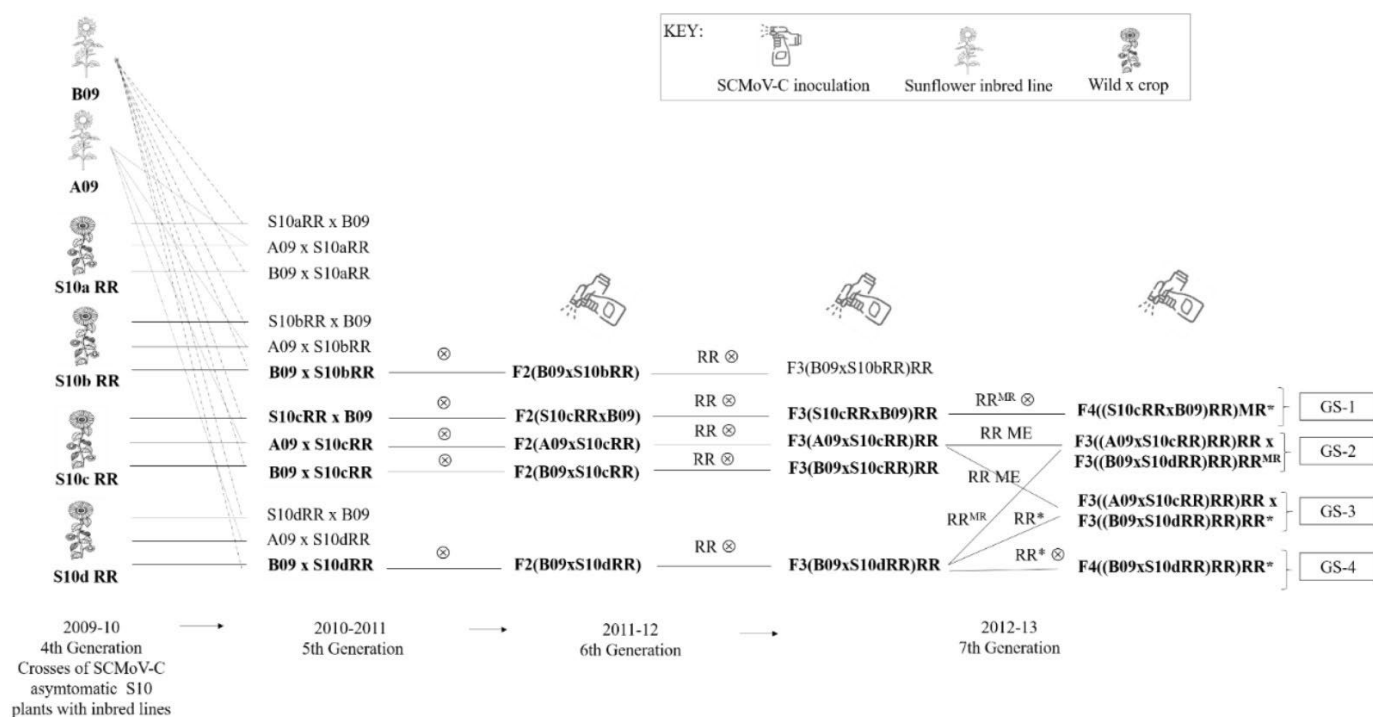 KEY:
SCMoV-C inoculation
Sunflower inbred line
Wild x crop
B09
A09
S10a RR
S10b RR
S10c RR
S10d RR
S10aRR x B09
A09 x S10aRR
B09 x S10aRR
S10bRR x B09
A09 x S10bRR
B09 x S10bRR
S10cRR x B09
A09 x S10cRR
B09 x S10cRR
S10dRR x B09
A09 x S10dRR
B09 x S10dRR
⊗
⊗
⊗
⊗
⊗
F2(B09xS10bRR)
F2(S10cRRxB09)
F2(A09xS10cRR)
F2(B09xS10cRR)
F2(B09xS10dRR)
RR ⊗
RR ⊗
RR ⊗
RR ⊗
RR ⊗
F3(B09xS10bRR)RR
F3(S10cRRxB09)RR
F3(A09xS10cRR)RR
F3(B09xS10cRR)RR
F3(B09xS10dRR)RR
RR^MR ⊗
RR ME
RR ME
RR^MR
RR*
RR* ⊗
F4((S10cRRxB09)RR)MR*
F3((A09xS10cRR)RR)RR x
F3((B09xS10dRR)RR)RR^MR
F3((A09xS10cRR)RR)RR x
F3((B09xS10dRR)RR)RR*
F4((B09xS10dRR)RR)RR*
GS-1
GS-2
GS-3
GS-4
2009-10
4th Generation
Crosses of SCMoV-C
asymtomatic S10
plants with inbred lines
2010-2011
5th Generation
2011-12
6th Generation
2012-13
7th Generation